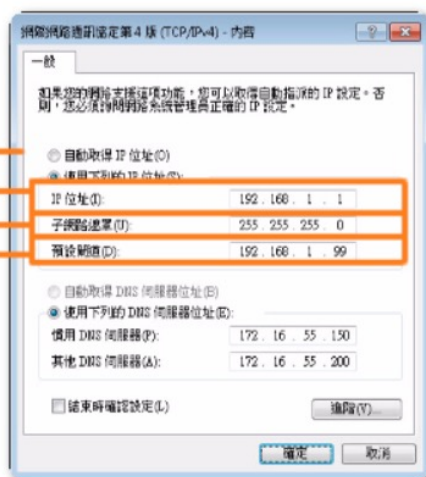 網際網路通訊協定第 4 版 (TCP/IPv4) - 內容
一般
如果您的網路支援這項功能，您可以取得自動指派的 IP 設定。否
則，您必須詢問網路系統管理員正確的 IP 設定。
自動取得 IP 位址(O)
使用下列的 IP 位址(S):
IP 位址(I): 192 . 168 . 1 . 1
子網路遮罩(U): 255 . 255 . 255 . 0
預設閘道(D): 192 . 168 . 1 . 99
自動取得 DNS 伺服器位址(B)
使用下列的 DNS 伺服器位址(E):
慣用 DNS 伺服器(P): 172 . 16 . 55 . 150
其他 DNS 伺服器(A): 172 . 16 . 55 . 200
結束時確認設定(L)
進階(V)...
確定 取消